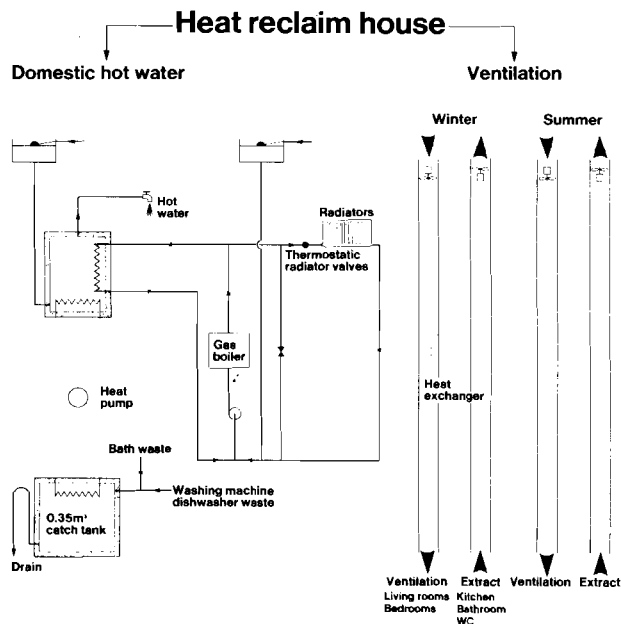 Heat reclaim house
Domestic hot water
Ventilation
Winter
Summer
Hot
water
Radiators
Thermostatic
radiator valves
Gas
boiler
Heat
exchanger
Heat
pump
Bath waste
Washing machine
dishwasher waste
0.35m³
catch tank
Drain
Ventilation
Living rooms
Bedrooms
Extract
Kitchen
Bathroom
WC
Ventilation
Extract